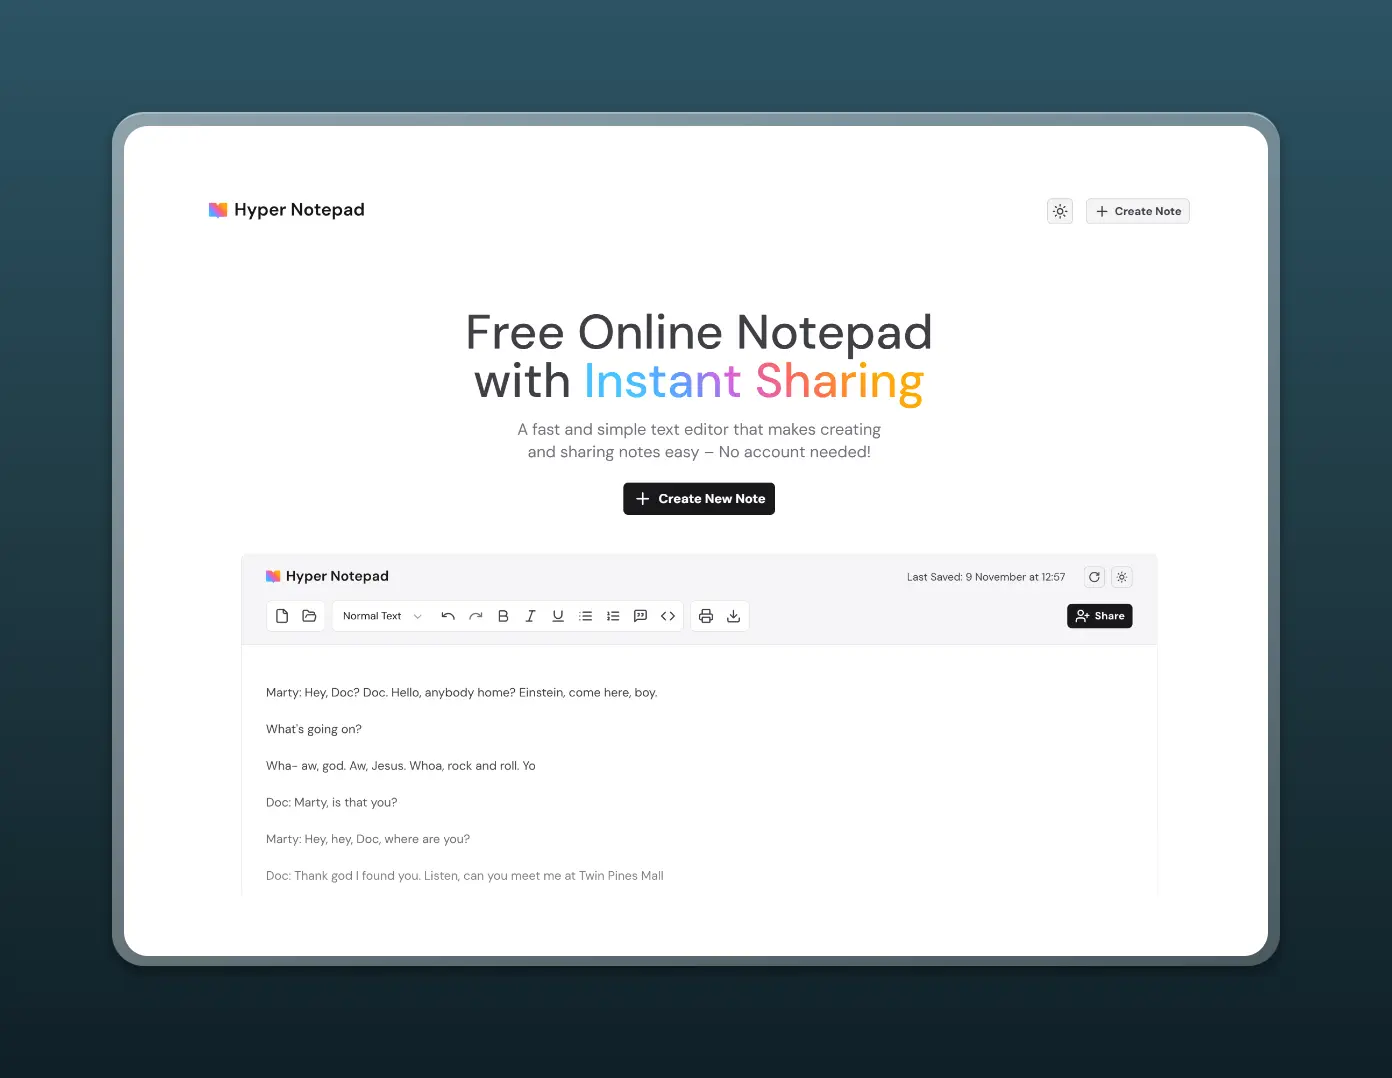 Hyper Notepad
Create Note
Free Online Notepad
with Instant Sharing
A fast and simple text editor that makes creating
and sharing notes easy – No account needed!
Create New Note
Hyper Notepad
Last Saved: 9 November at 12:57
Normal Text
Share
Marty: Hey, Doc? Doc. Hello, anybody home? Einstein, come here, boy.
What's going on?
Wha- aw, god. Aw, Jesus. Whoa, rock and roll. Yo
Doc: Marty, is that you?
Marty: Hey, hey, Doc, where are you?
Doc: Thank god I found you. Listen, can you meet me at Twin Pines Mall